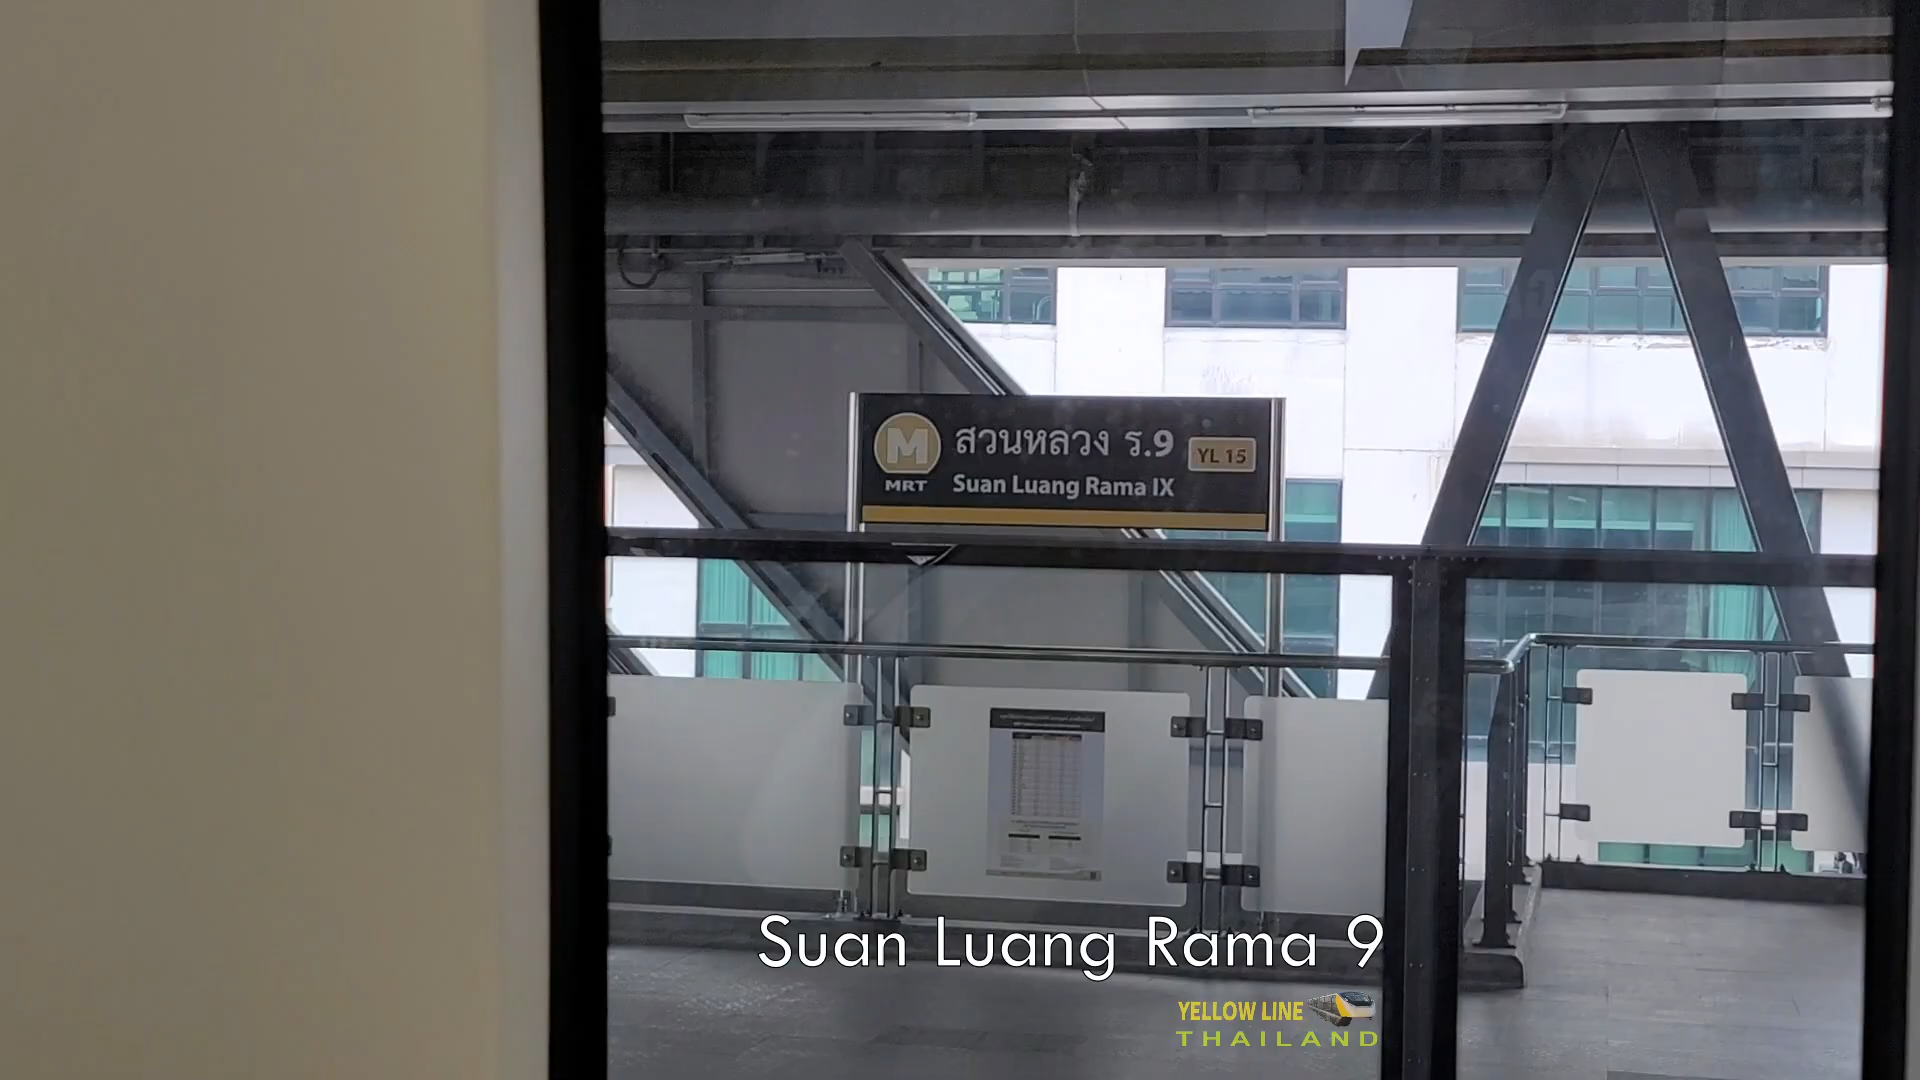 M
MRT
สวนหลวง ร.9
Suan Luang Rama IX
YL 15
Suan Luang Rama 9
YELLOW LINE
THAILAND